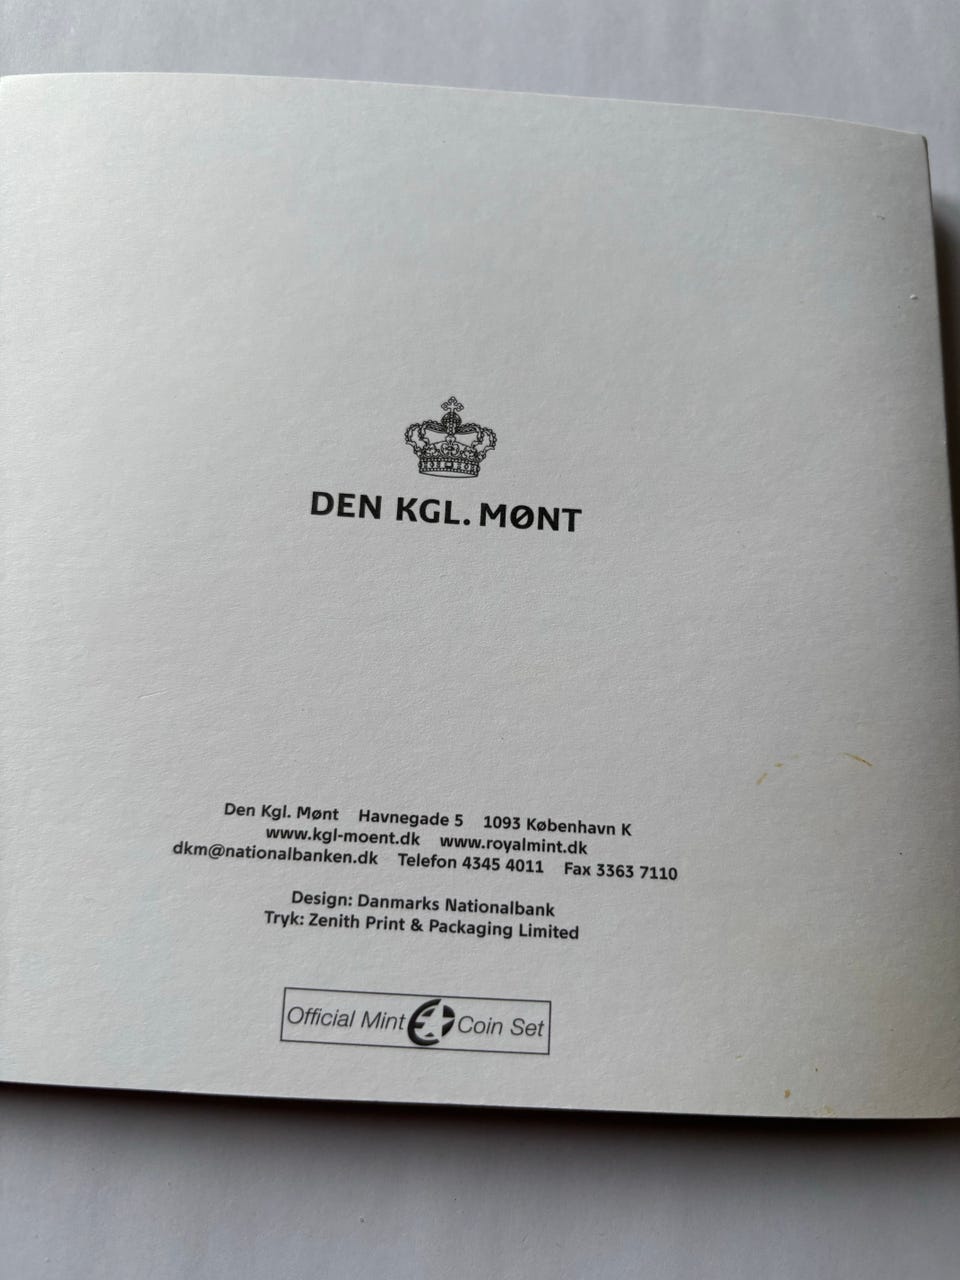 DEN KGL. MØNT
Den Kgl. Mønt Havnegade 5 1093 København K
www.kgl-moent.dk www.royalmint.dk
dkm@nationalbanken.dk Telefon 4345 4011 Fax 3363 7110
Design: Danmarks Nationalbank
Tryk: Zenith Print & Packaging Limited
Official Mint Coin Set